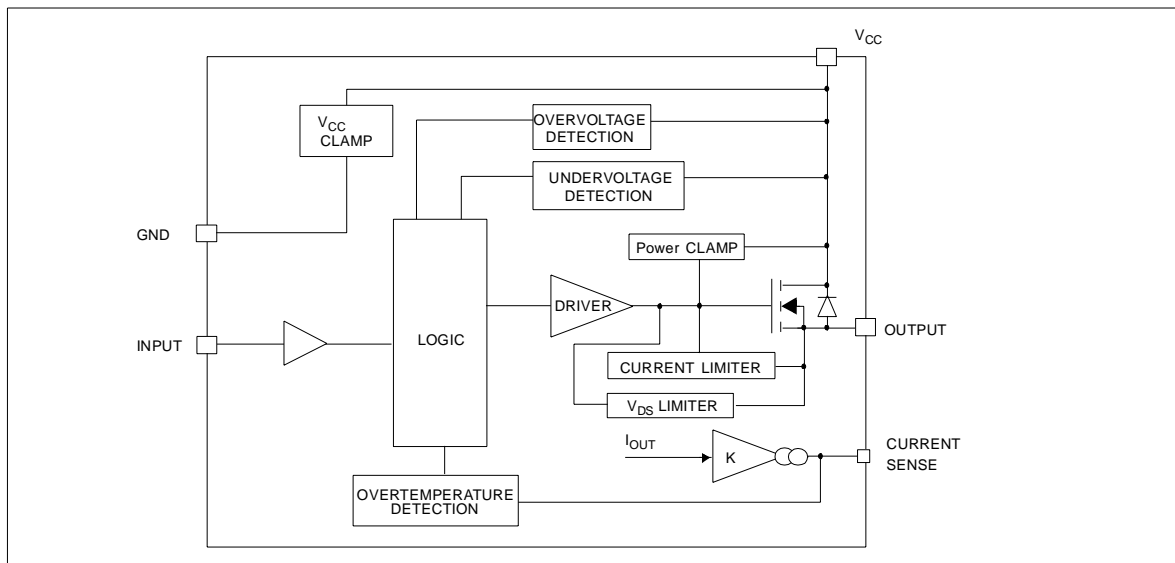 VCC
VCC
CLAMP
OVERVOLTAGE
DETECTION
UNDERVOLTAGE
DETECTION
GND
Power CLAMP
DRIVER
OUTPUT
INPUT
LOGIC
CURRENT LIMITER
VDS LIMITER
IOUT
K
CURRENT
SENSE
OVERTEMPERATURE
DETECTION